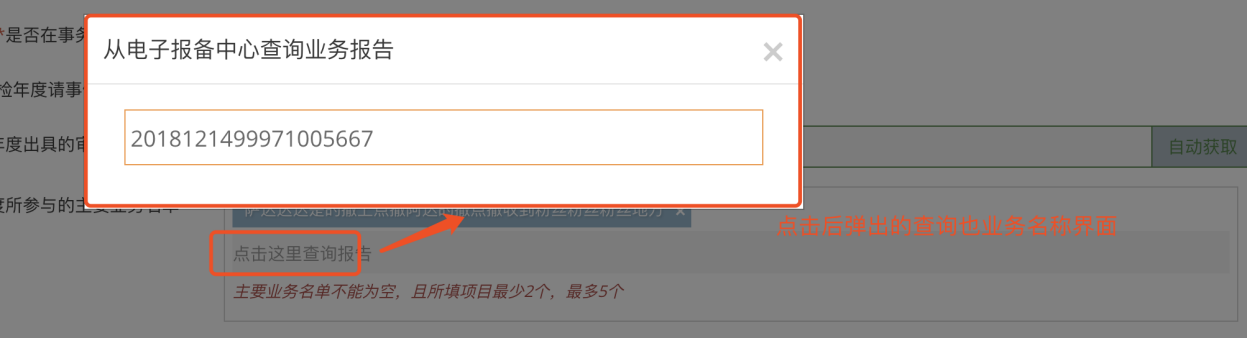 *是否在事务
从电子报备中心查询业务报告
×
检年度请事
2018121499971005667
年度出具的审
自动获取
度所参与的主要业务名单
点击后弹出的查询也业务名称界面
点击这里查询报告
主要业务名单不能为空，且所填项目最少2个，最多5个